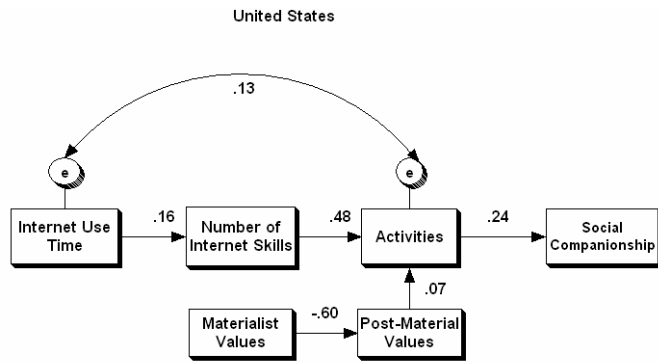 United States
.13
e
e
Internet Use
Time
.16
Number of
Internet Skills
.48
Activities
.24
Social
Companionship
.07
Materialist
Values
-.60
Post-Material
Values